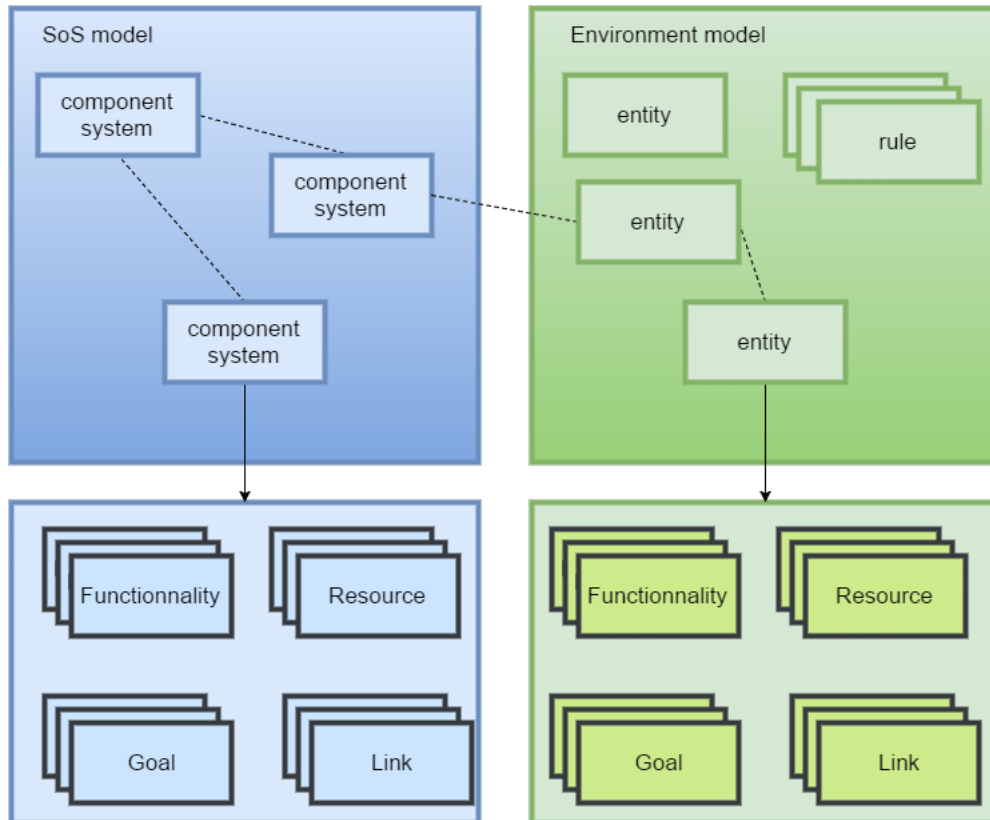 SoS model
component
system
component
system
component
system
Environment model
entity
rule
entity
entity
Functionnality
Resource
Goal
Link
Functionnality
Resource
Goal
Link